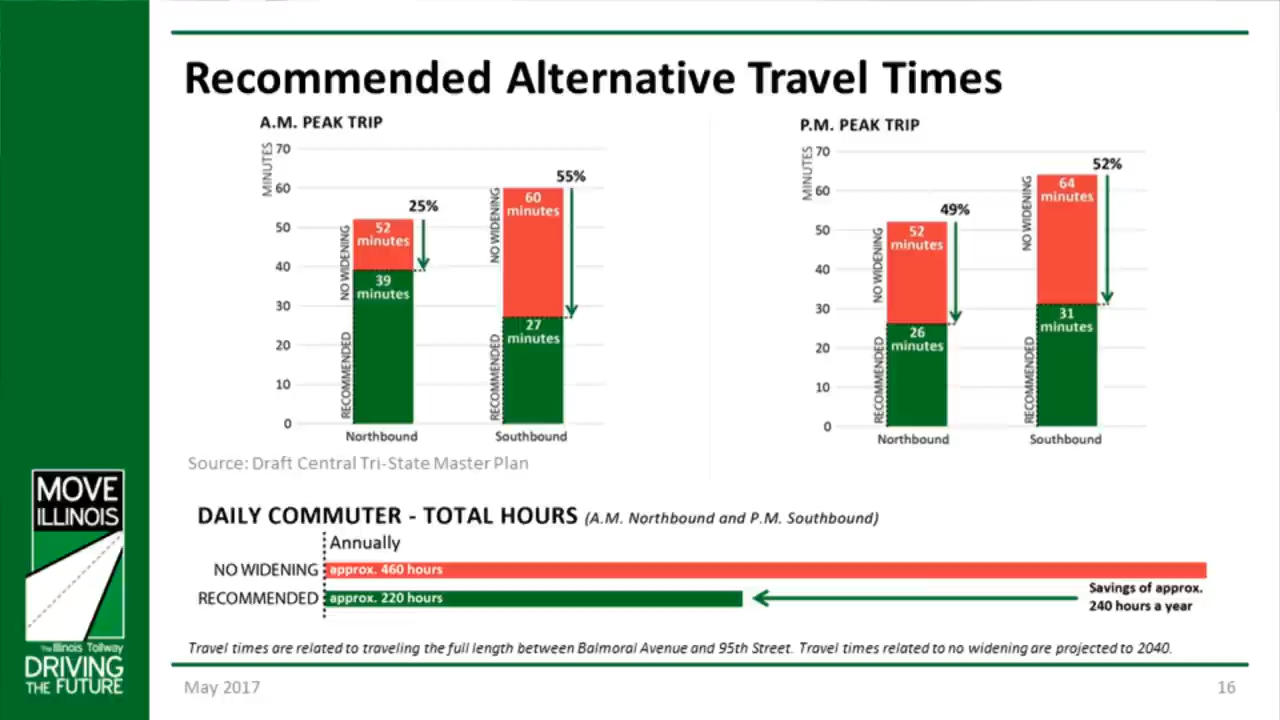 Recommended Alternative Travel Times
A.M. PEAK TRIP
MINUTES
70
60
50
40
30
20
10
0
NO WIDENING
RECOMMENDED
52
minutes
39
minutes
25%
NO WIDENING
RECOMMENDED
60
minutes
27
minutes
55%
Northbound
Southbound
P.M. PEAK TRIP
MINUTES
70
60
50
40
30
20
10
0
NO WIDENING
RECOMMENDED
52
minutes
26
minutes
49%
NO WIDENING
RECOMMENDED
64
minutes
31
minutes
52%
Northbound
Southbound
Source: Draft Central Tri-State Master Plan
DAILY COMMUTER - TOTAL HOURS (A.M. Northbound and P.M. Southbound)
Annually
NO WIDENING approx. 460 hours
RECOMMENDED approx. 220 hours
Savings of approx.
240 hours a year
Travel times are related to traveling the full length between Balmoral Avenue and 95th Street. Travel times related to no widening are projected to 2040.
May 2017
16
MOVE
ILLINOIS
The Illinois Tollway
DRIVING
THE FUTURE